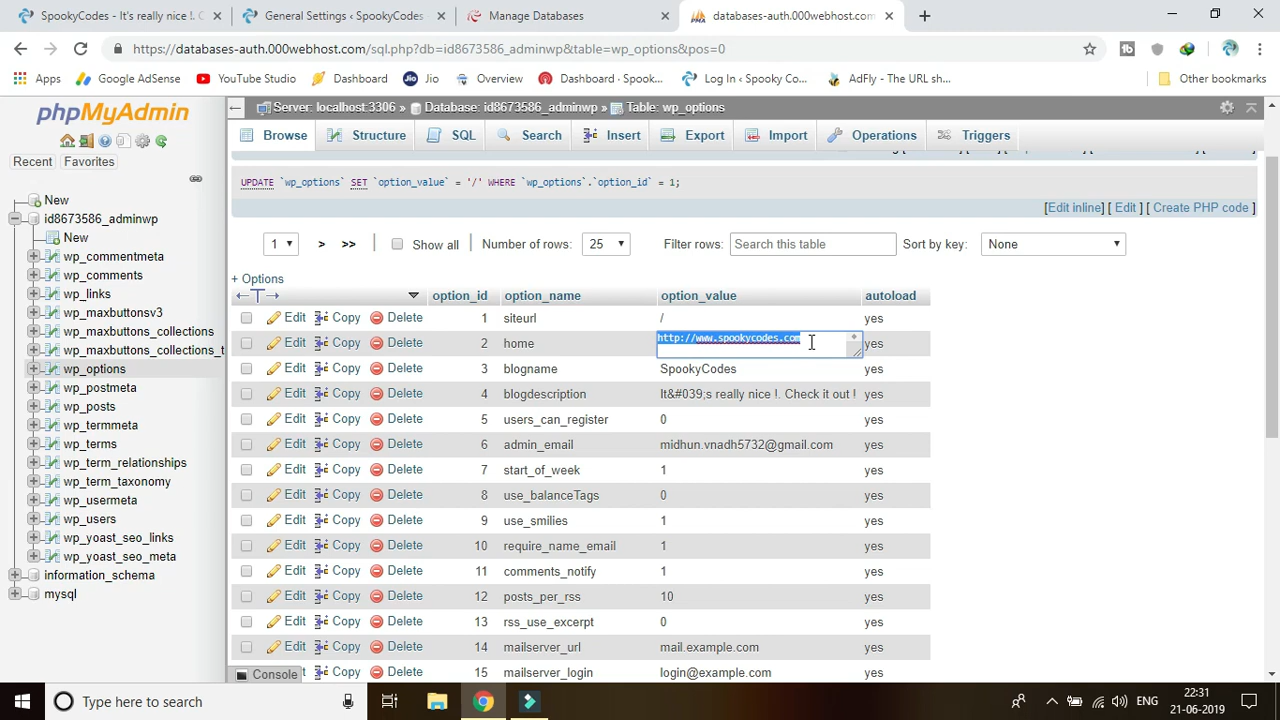 SpookyCodes - It's really nice !. C
General Settings ‹ SpookyCodes
Manage Databases
databases-auth.000webhost.com
https://databases-auth.000webhost.com/sql.php?db=id8673586_adminwp&table=wp_options&pos=0
Apps
Google AdSense
YouTube Studio
Dashboard
Jio
Overview
Dashboard · Spook...
Log In ‹ Spooky Co...
AdFly - The URL sh...
Other bookmarks
phpMyAdmin
Recent
Favorites
New
id8673586_adminwp
New
wp_commentmeta
wp_comments
wp_links
wp_maxbuttonsv3
wp_maxbuttons_collections
wp_maxbuttons_collections_t
wp_options
wp_postmeta
wp_posts
wp_termmeta
wp_terms
wp_term_relationships
wp_term_taxonomy
wp_usermeta
wp_users
wp_yoast_seo_links
wp_yoast_seo_meta
information_schema
mysql
Server: localhost:3306 » Database: id8673586_adminwp » Table: wp_options
Browse Structure SQL Search Insert Export Import Operations Triggers
UPDATE `wp_options` SET `option_value` = '/' WHERE `wp_options`.`option_id` = 1;
[Edit inline] [ Edit ] [ Create PHP code ]
1 > >> Show all Number of rows: 25 Filter rows: Search this table Sort by key: None
+ Options
option_id option_name option_value autoload
Edit Copy Delete 1 siteurl / yes
Edit Copy Delete 2 home http://www.spookycodes.com yes
Edit Copy Delete 3 blogname SpookyCodes yes
Edit Copy Delete 4 blogdescription It&#039;s really nice !. Check it out ! yes
Edit Copy Delete 5 users_can_register 0 yes
Edit Copy Delete 6 admin_email midhun.vnadh5732@gmail.com yes
Edit Copy Delete 7 start_of_week 1 yes
Edit Copy Delete 8 use_balanceTags 0 yes
Edit Copy Delete 9 use_smilies 1 yes
Edit Copy Delete 10 require_name_email 1 yes
Edit Copy Delete 11 comments_notify 1 yes
Edit Copy Delete 12 posts_per_rss 10 yes
Edit Copy Delete 13 rss_use_excerpt 0 yes
Edit Copy Delete 14 mailserver_url mail.example.com yes
Console Edit Copy Delete 15 mailserver_login login@example.com yes
Type here to search
ENG
22:31
21-06-2019